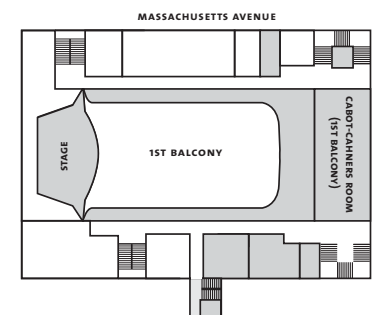 MASSACHUSETTS AVENUE
STAGE
1ST BALCONY
CABOT-CAHNERS ROOM
(1ST BALCONY)